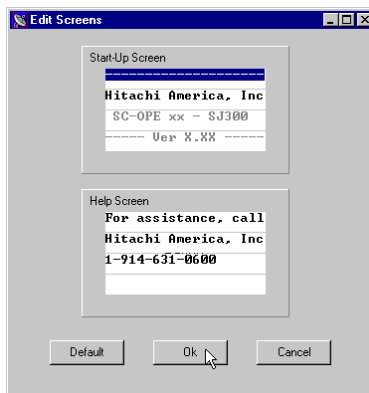 Edit Screens
Start-Up Screen
--------------------
Hitachi America, Inc
SC-OPE xx - SJ300
----- Ver X.XX -----
Help Screen
For assistance, call
Hitachi America, Inc
1-914-631-0600
Default
Ok
Cancel